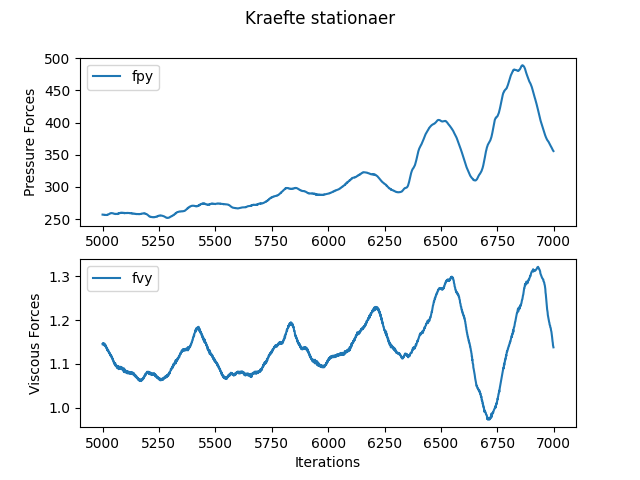 Kraefte stationaer
500
450
400
350
300
250
Pressure Forces
fpy
5000 5250 5500 5750 6000 6250 6500 6750 7000
1.3
1.2
1.1
1.0
Viscous Forces
fvy
5000 5250 5500 5750 6000 6250 6500 6750 7000
Iterations